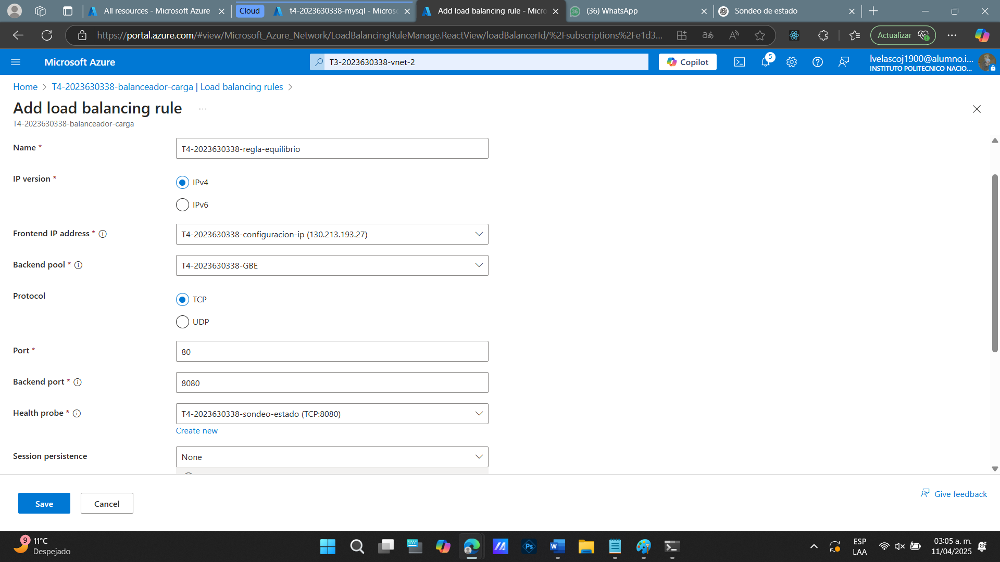 All resources - Microsoft Azure
Cloud
t4-2023630338-mysql - Microsc
Add load balancing rule - Micro
(36) WhatsApp
Sondeo de estado
https://portal.azure.com/#view/Microsoft_Azure_Network/LoadBalancingRuleManage.ReactView/loadBalancerId/%2Fsubscriptions%2Fe1d3...
Actualizar
Microsoft Azure
T3-2023630338-vnet-2
Copilot
5
lvelascoj1900@alumno.i...
INSTITUTO POLITECNICO NACIO...
Home > T4-2023630338-balanceador-carga | Load balancing rules >
Add load balancing rule ...
T4-2023630338-balanceador-carga
Name *
T4-2023630338-regla-equilibrio
IP version *
IPv4
IPv6
Frontend IP address *
T4-2023630338-configuracion-ip (130.213.193.27)
Backend pool *
T4-2023630338-GBE
Protocol
TCP
UDP
Port *
80
Backend port *
8080
Health probe *
T4-2023630338-sondeo-estado (TCP:8080)
Create new
Session persistence
None
Save
Cancel
Give feedback
9
11°C
Despejado
ESP
LAA
03:05 a. m.
11/04/2025